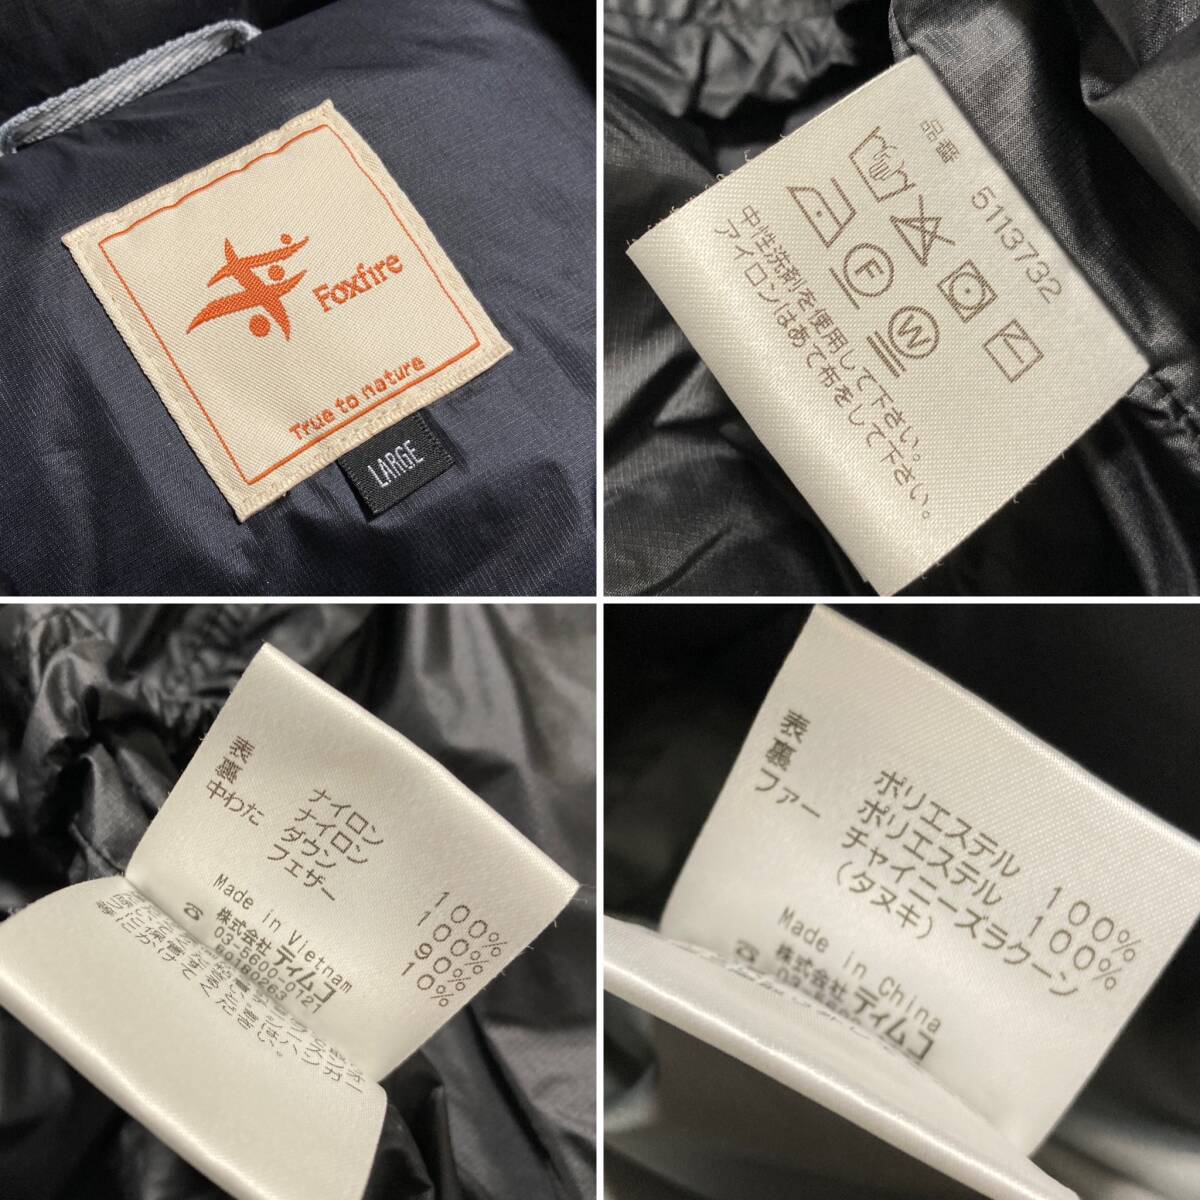 Foxfire
True to nature
LARGE
品番 5113732
F
W
中性洗剤を使用して下さい。
アイロンはあて布をして下さい。
表 ナイロン 100%
裏 ナイロン 100%
中わた ダウン 90%
フェザー 10%
Made in Vietnam
株式会社 ティムコ
☎ 03-5600-0121
80180263
表 ポリエステル 100%
裏 ポリエステル 100%
ファー チャイニーズラクーン
(タヌキ)
Made in China
☎ 株式会社 ティムコ